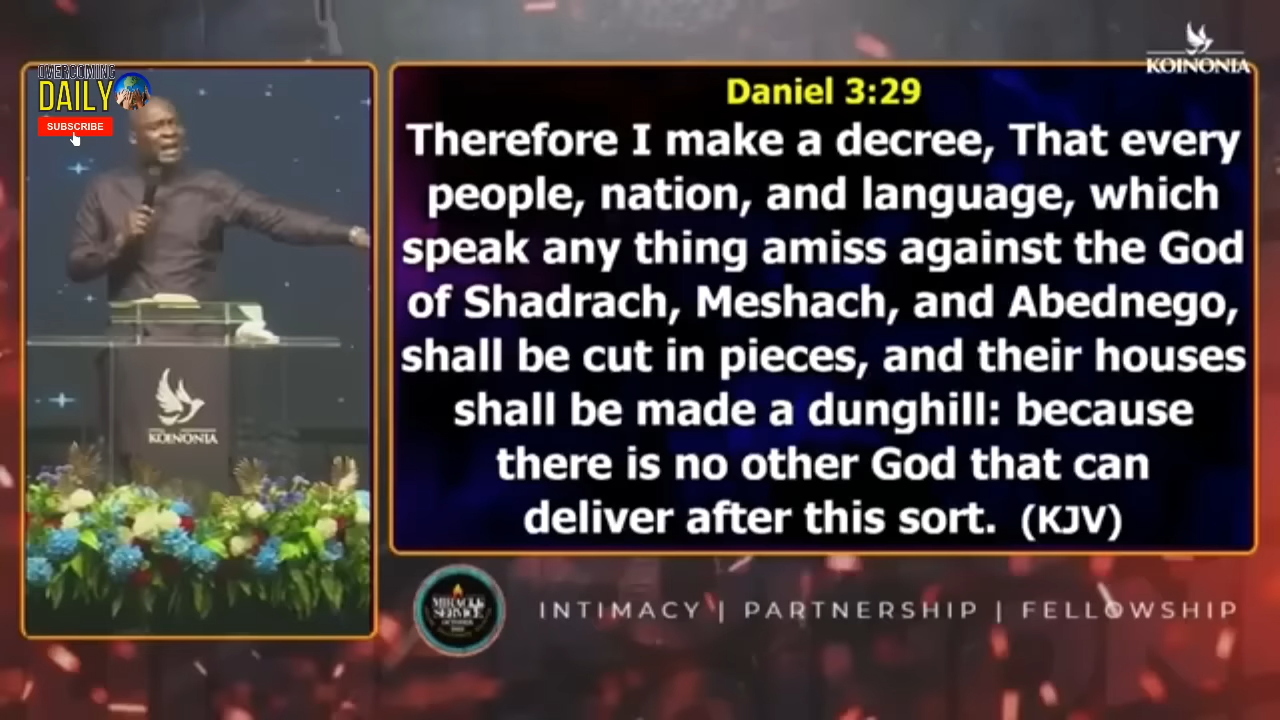 OVERCOMING
DAILY
SUBSCRIBE
KOINONIA
KOINONIA
Daniel 3:29
Therefore I make a decree, That every
people, nation, and language, which
speak any thing amiss against the God
of Shadrach, Meshach, and Abednego,
shall be cut in pieces, and their houses
shall be made a dunghill: because
there is no other God that can
deliver after this sort. (KJV)
MIRACLE
SERVICE
OCTOBER
INTIMACY | PARTNERSHIP | FELLOWSHIP